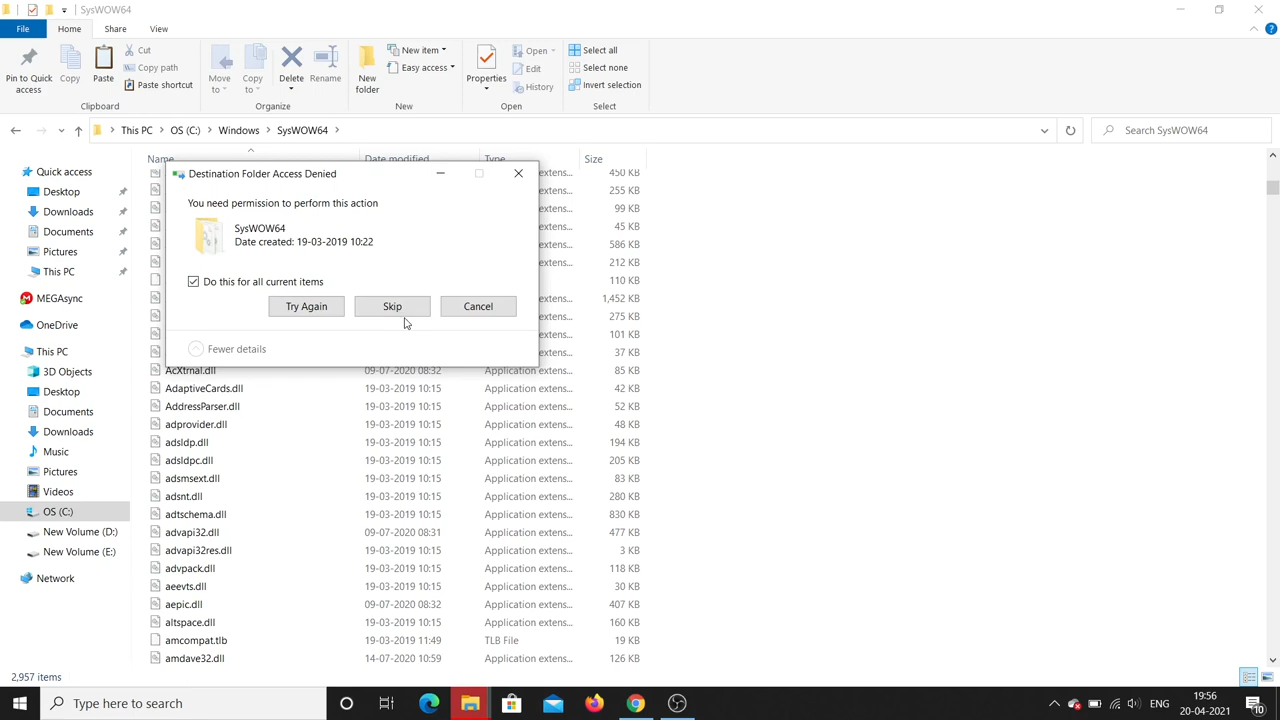 SysWOW64
File Home Share View
Pin to Quick access
Copy
Paste
Cut
Copy path
Paste shortcut
Clipboard
Move to
Copy to
Delete
Rename
Organize
New folder
New item
Easy access
New
Properties
Open
Edit
History
Open
Select all
Select none
Invert selection
Select
This PC > OS (C:) > Windows > SysWOW64 >
Search SysWOW64
Quick access
Desktop
Downloads
Documents
Pictures
This PC
MEGAsync
OneDrive
This PC
3D Objects
Desktop
Documents
Downloads
Music
Pictures
Videos
OS (C:)
New Volume (D:)
New Volume (E:)
Network
Name Date modified Type Size
Destination Folder Access Denied
You need permission to perform this action
SysWOW64
Date created: 19-03-2019 10:22
Do this for all current items
Try Again Skip Cancel
Fewer details
extens... 450 KB
extens... 255 KB
extens... 99 KB
extens... 45 KB
extens... 586 KB
extens... 212 KB
110 KB
extens... 1,452 KB
extens... 275 KB
extens... 101 KB
extens... 37 KB
AcXtrnal.dll 09-07-2020 08:32 Application extens... 85 KB
AdaptiveCards.dll 19-03-2019 10:15 Application extens... 42 KB
AddressParser.dll 19-03-2019 10:15 Application extens... 52 KB
adprovider.dll 19-03-2019 10:15 Application extens... 48 KB
adsldp.dll 19-03-2019 10:15 Application extens... 194 KB
adsldpc.dll 19-03-2019 10:15 Application extens... 205 KB
adsmsext.dll 19-03-2019 10:15 Application extens... 83 KB
adsnt.dll 19-03-2019 10:15 Application extens... 280 KB
adtschema.dll 19-03-2019 10:15 Application extens... 830 KB
advapi32.dll 09-07-2020 08:31 Application extens... 477 KB
advapi32res.dll 19-03-2019 10:15 Application extens... 3 KB
advpack.dll 19-03-2019 10:15 Application extens... 118 KB
aeevts.dll 19-03-2019 10:15 Application extens... 30 KB
aepic.dll 09-07-2020 08:32 Application extens... 407 KB
altspace.dll 19-03-2019 10:15 Application extens... 160 KB
amcompat.tlb 19-03-2019 11:49 TLB File 19 KB
amdave32.dll 14-07-2020 10:59 Application extens... 126 KB
2,957 items
Type here to search
ENG
19:56
20-04-2021
10